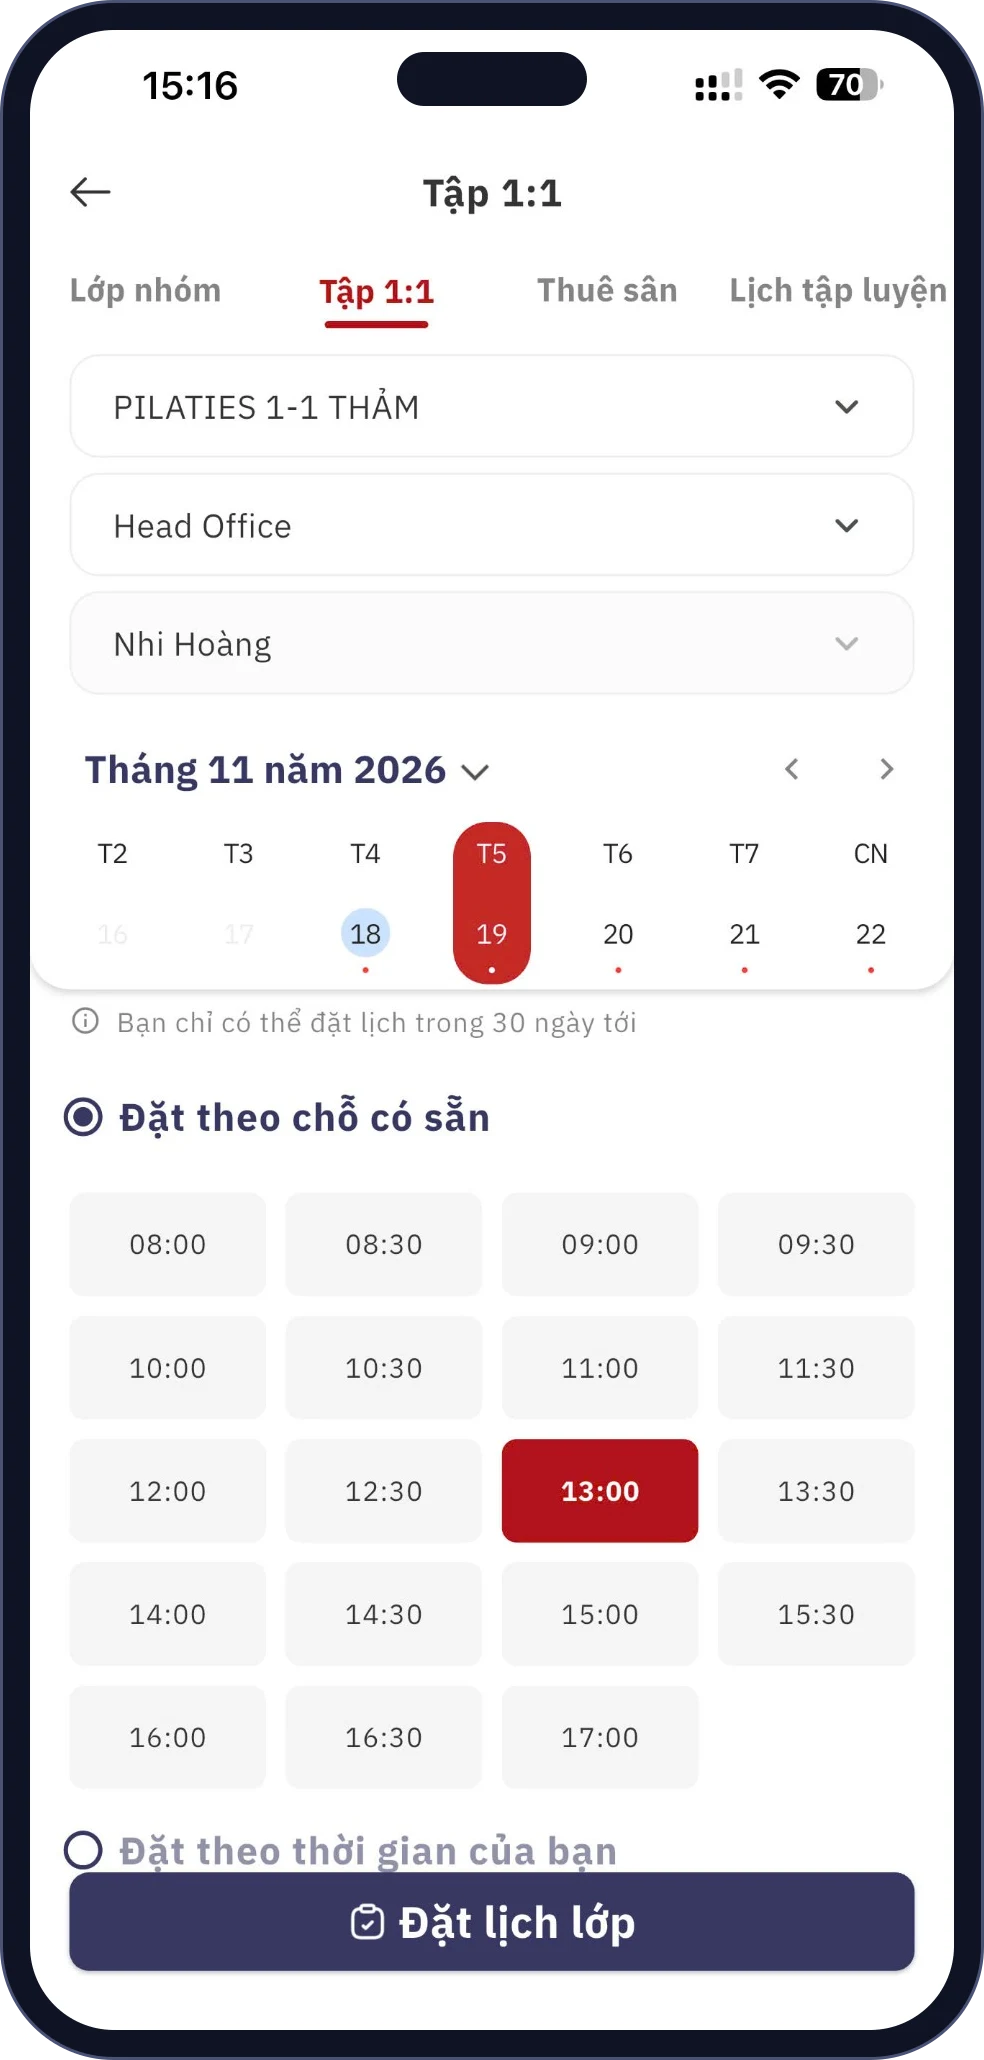 15:16
70
Tập 1:1
Lớp nhóm Tập 1:1 Thuê sân Lịch tập luyện
PILATIES 1-1 THẢM
Head Office
Nhi Hoàng
Tháng 11 năm 2026
T2 T3 T4 T5 T6 T7 CN
16 17 18 19 20 21 22
Bạn chỉ có thể đặt lịch trong 30 ngày tới
Đặt theo chỗ có sẵn
08:00 08:30 09:00 09:30
10:00 10:30 11:00 11:30
12:00 12:30 13:00 13:30
14:00 14:30 15:00 15:30
16:00 16:30 17:00
Đặt theo thời gian của bạn
Đặt lịch lớp